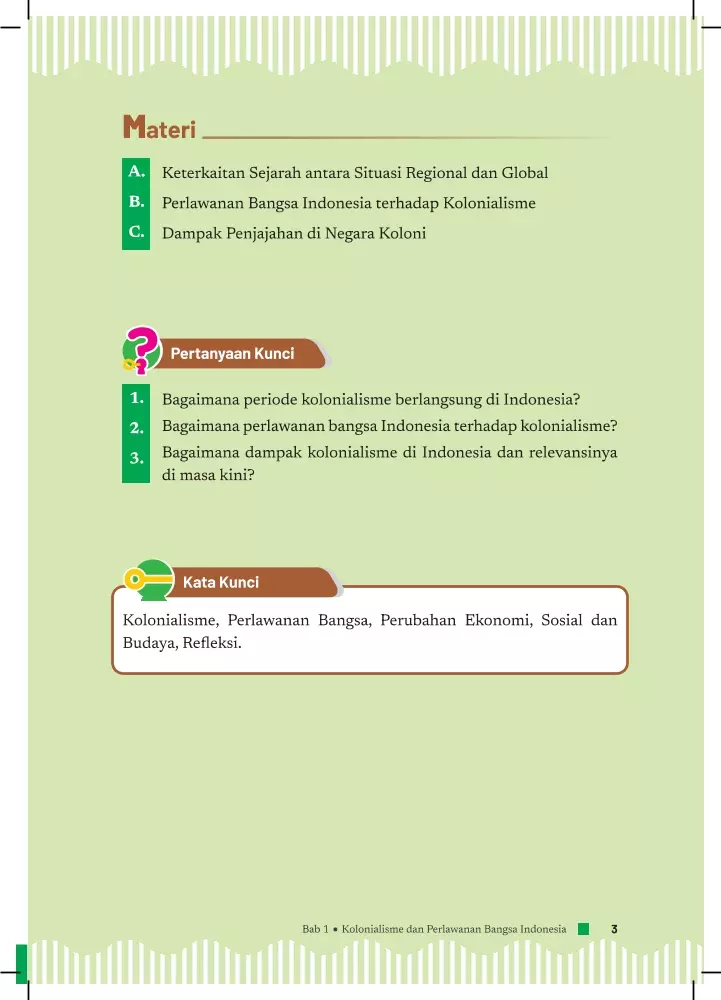 Materi
A. Keterkaitan Sejarah antara Situasi Regional dan Global
B. Perlawanan Bangsa Indonesia terhadap Kolonialisme
C. Dampak Penjajahan di Negara Koloni
Pertanyaan Kunci
1. Bagaimana periode kolonialisme berlangsung di Indonesia?
2. Bagaimana perlawanan bangsa Indonesia terhadap kolonialisme?
3. Bagaimana dampak kolonialisme di Indonesia dan relevansinya
di masa kini?
Kata Kunci
Kolonialisme, Perlawanan Bangsa, Perubahan Ekonomi, Sosial dan
Budaya, Refleksi.
Bab 1 • Kolonialisme dan Perlawanan Bangsa Indonesia 3